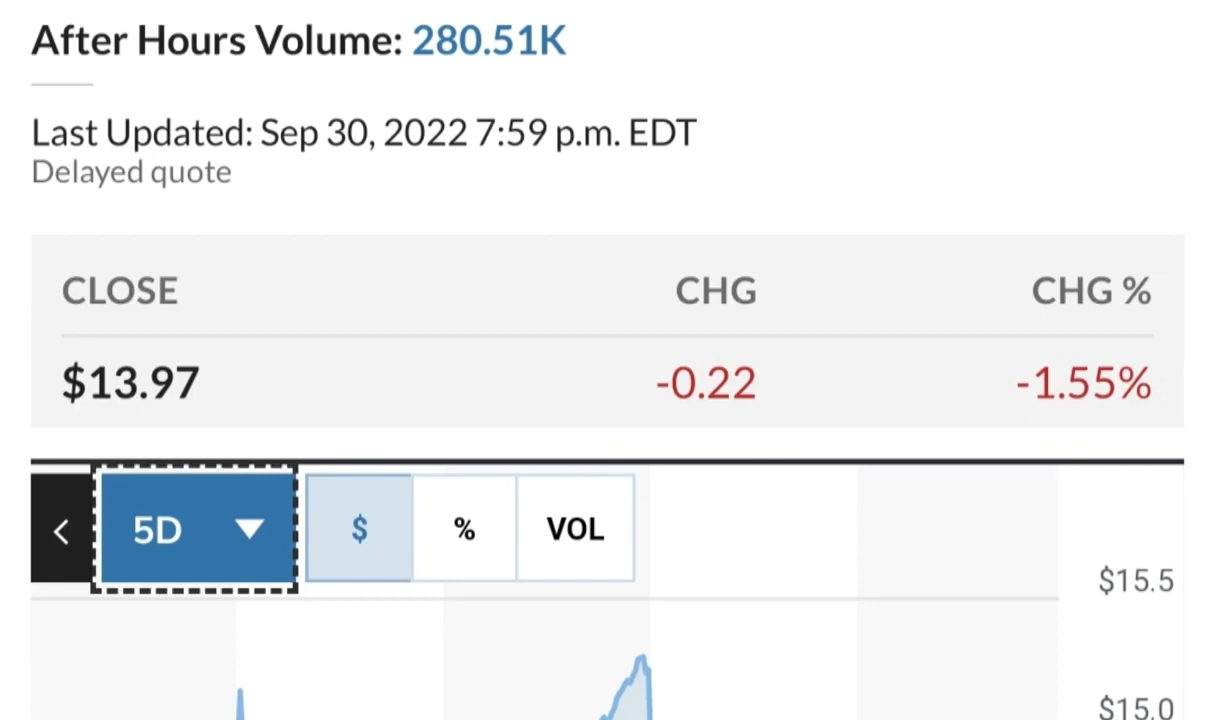 After Hours Volume: 280.51K
Last Updated: Sep 30, 2022 7:59 p.m. EDT
Delayed quote
CLOSE CHG CHG %
$13.97 -0.22 -1.55%
5D $ % VOL
$15.5
$15.0